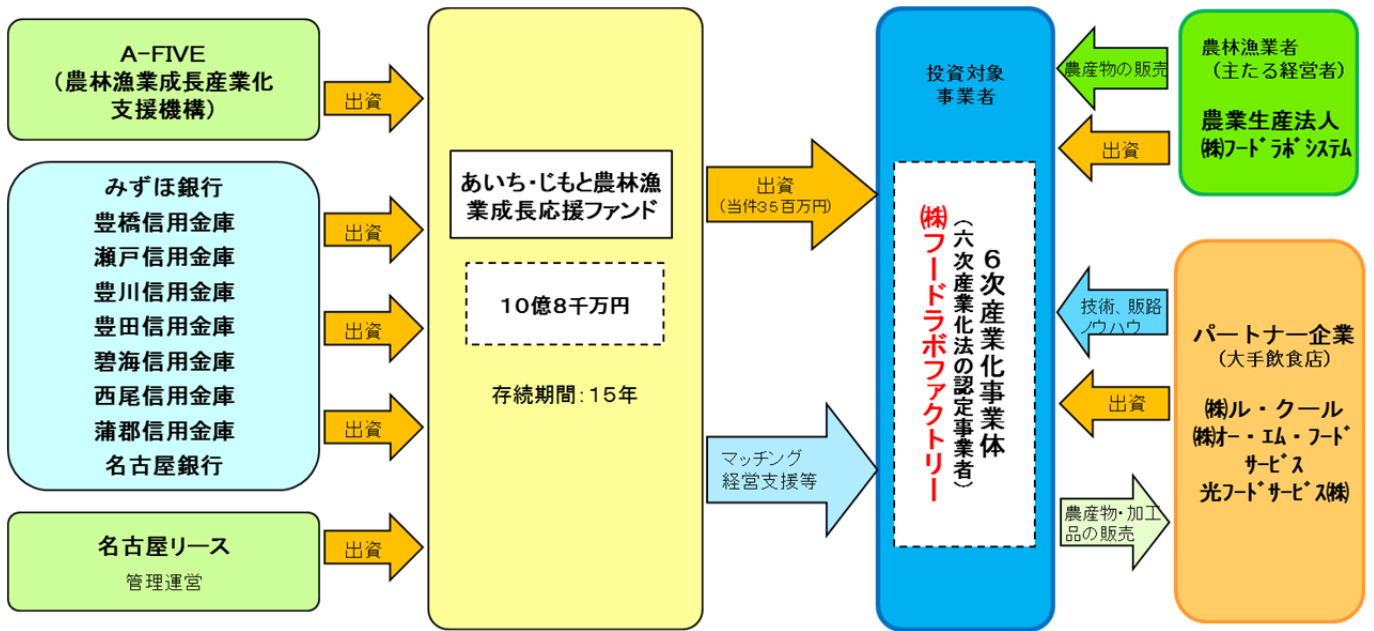 A-FIVE
(農林漁業成長産業化
支援機構)
出資
みずほ銀行
豊橋信用金庫
瀬戸信用金庫
豊川信用金庫
豊田信用金庫
碧海信用金庫
西尾信用金庫
蒲郡信用金庫
名古屋銀行
出資
出資
出資
名古屋リース
管理運営
出資
あいち・じもと農林漁
業成長応援ファンド
10億8千万円
存続期間:15年
出資
(当件35百万円)
マッチング
経営支援等
投資対象
事業者
6次産業化事業体
(六次産業化法の認定事業者)
㈱フードラボファクトリー
農産物の販売
出資
農林漁業者
(主たる経営者)
農業生産法人
㈱フードラボシステム
技術、販路
ノウハウ
出資
農産物・加工
品の販売
パートナー企業
(大手飲食店)
㈱ル・クール
㈱オー・エム・フード
サービス
光フードサービス㈱